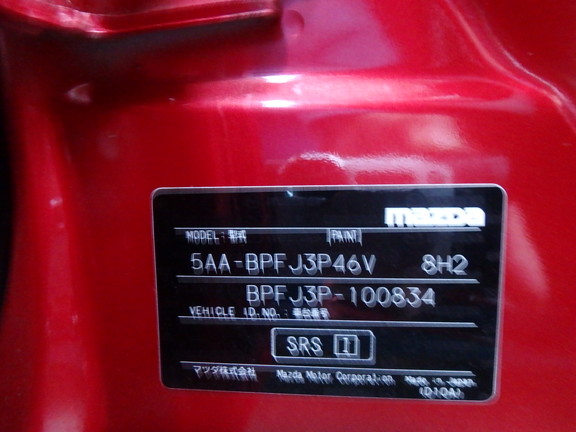 mazda
MODEL:型式 PAINT
5AA-BPFJ3P46V 8H2
BPFJ3P-100834
VEHICLE ID.NO.:車台番号
SRS 1
マツダ株式会社 Mazda Motor Corporation Made in Japan
(D10A)